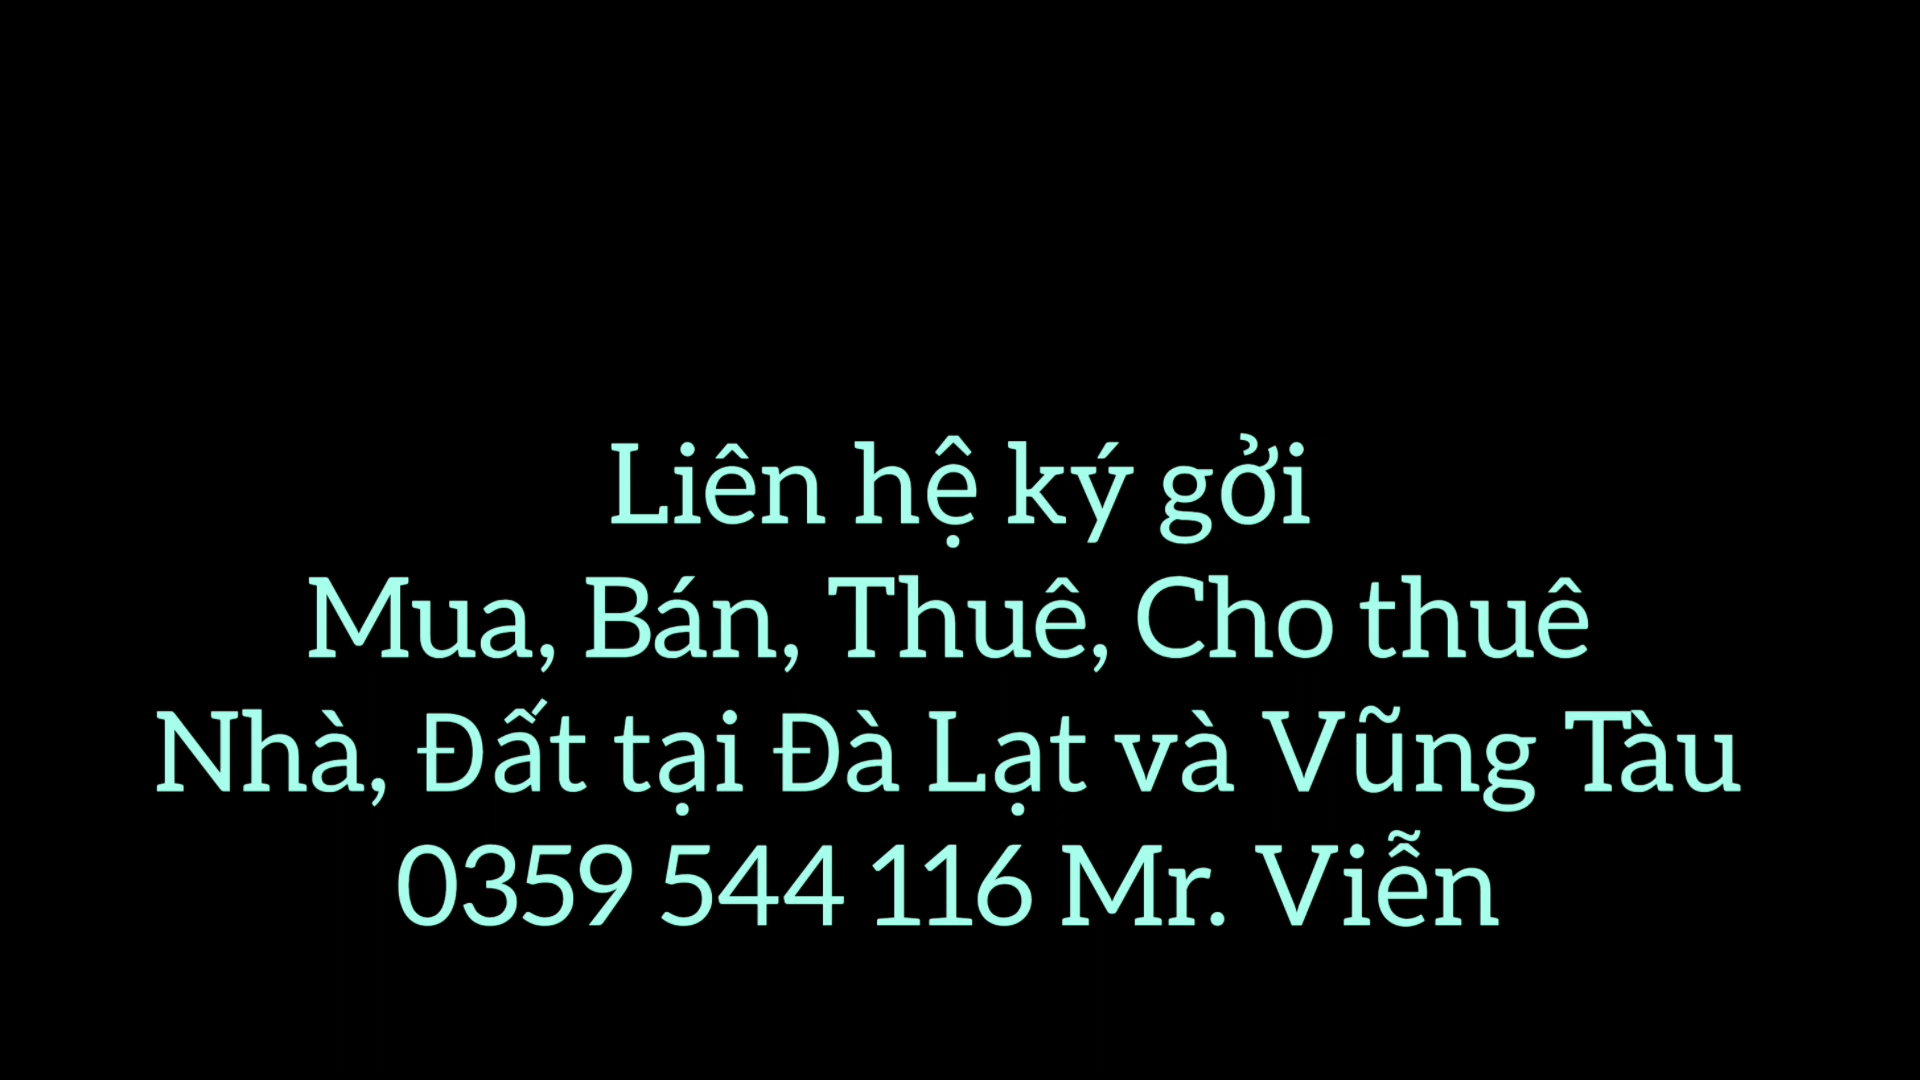 Liên hệ ký gởi
Mua, Bán, Thuê, Cho thuê
Nhà, Đất tại Đà Lạt và Vũng Tàu
0359 544 116 Mr. Viễn